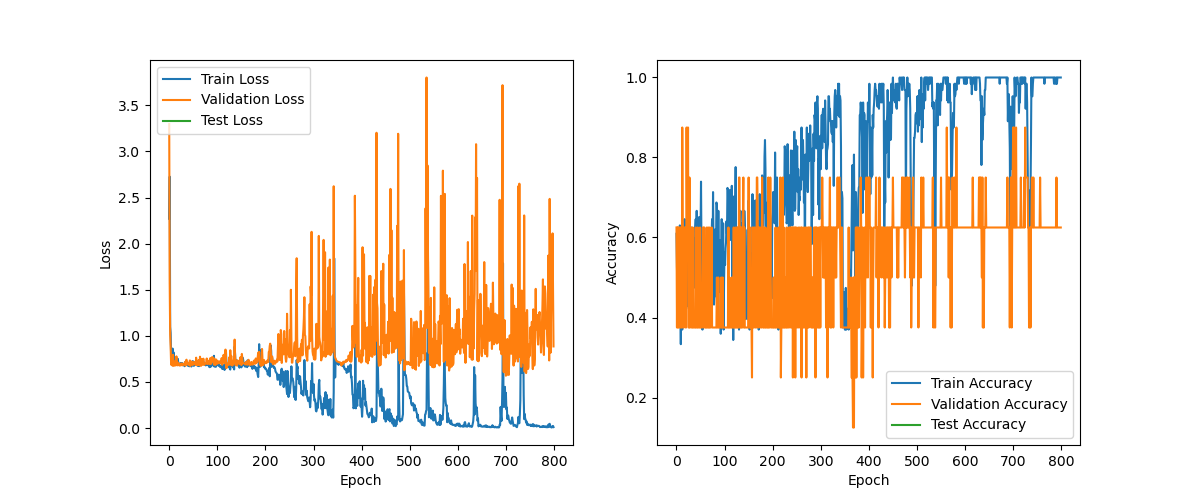 Train Loss
Validation Loss
Test Loss
3.5
3.0
2.5
2.0
1.5
1.0
0.5
0.0
Loss
0 100 200 300 400 500 600 700 800
Epoch
1.0
0.8
0.6
0.4
0.2
Accuracy
Train Accuracy
Validation Accuracy
Test Accuracy
0 100 200 300 400 500 600 700 800
Epoch